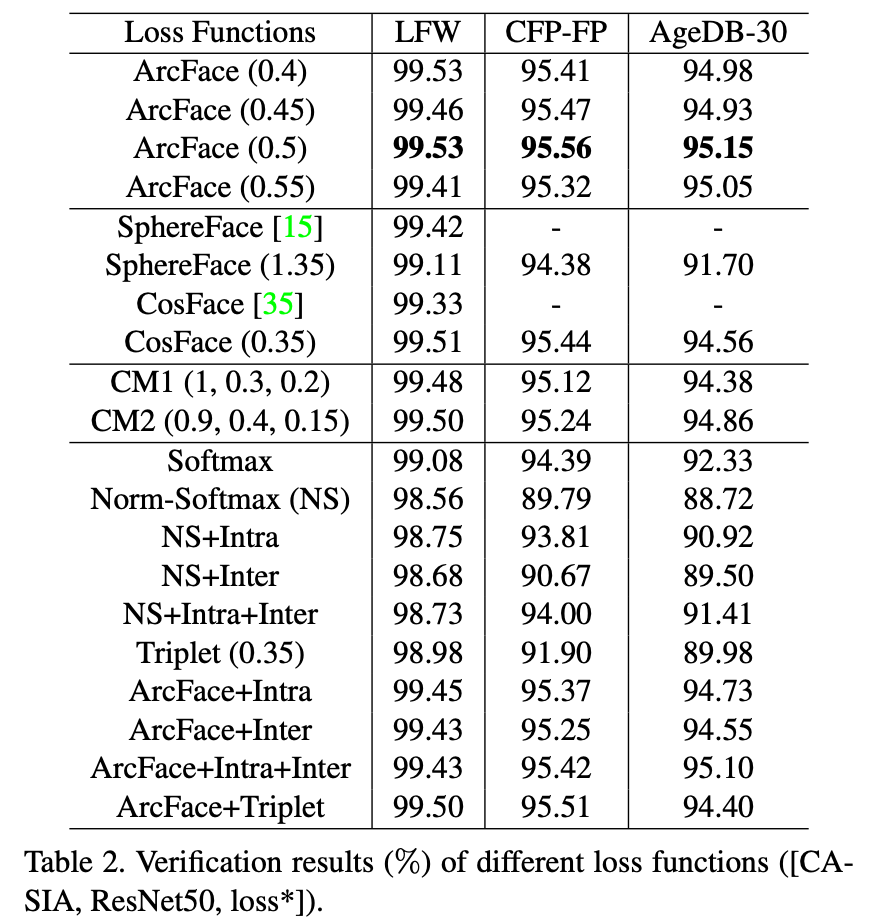 Loss Functions LFW CFP-FP AgeDB-30
ArcFace (0.4) 99.53 95.41 94.98
ArcFace (0.45) 99.46 95.47 94.93
ArcFace (0.5) 99.53 95.56 95.15
ArcFace (0.55) 99.41 95.32 95.05
SphereFace [15] 99.42 - -
SphereFace (1.35) 99.11 94.38 91.70
CosFace [35] 99.33 - -
CosFace (0.35) 99.51 95.44 94.56
CM1 (1, 0.3, 0.2) 99.48 95.12 94.38
CM2 (0.9, 0.4, 0.15) 99.50 95.24 94.86
Softmax 99.08 94.39 92.33
Norm-Softmax (NS) 98.56 89.79 88.72
NS+Intra 98.75 93.81 90.92
NS+Inter 98.68 90.67 89.50
NS+Intra+Inter 98.73 94.00 91.41
Triplet (0.35) 98.98 91.90 89.98
ArcFace+Intra 99.45 95.37 94.73
ArcFace+Inter 99.43 95.25 94.55
ArcFace+Intra+Inter 99.43 95.42 95.10
ArcFace+Triplet 99.50 95.51 94.40
Table 2. Verification results (%) of different loss functions ([CA-
SIA, ResNet50, loss*]).